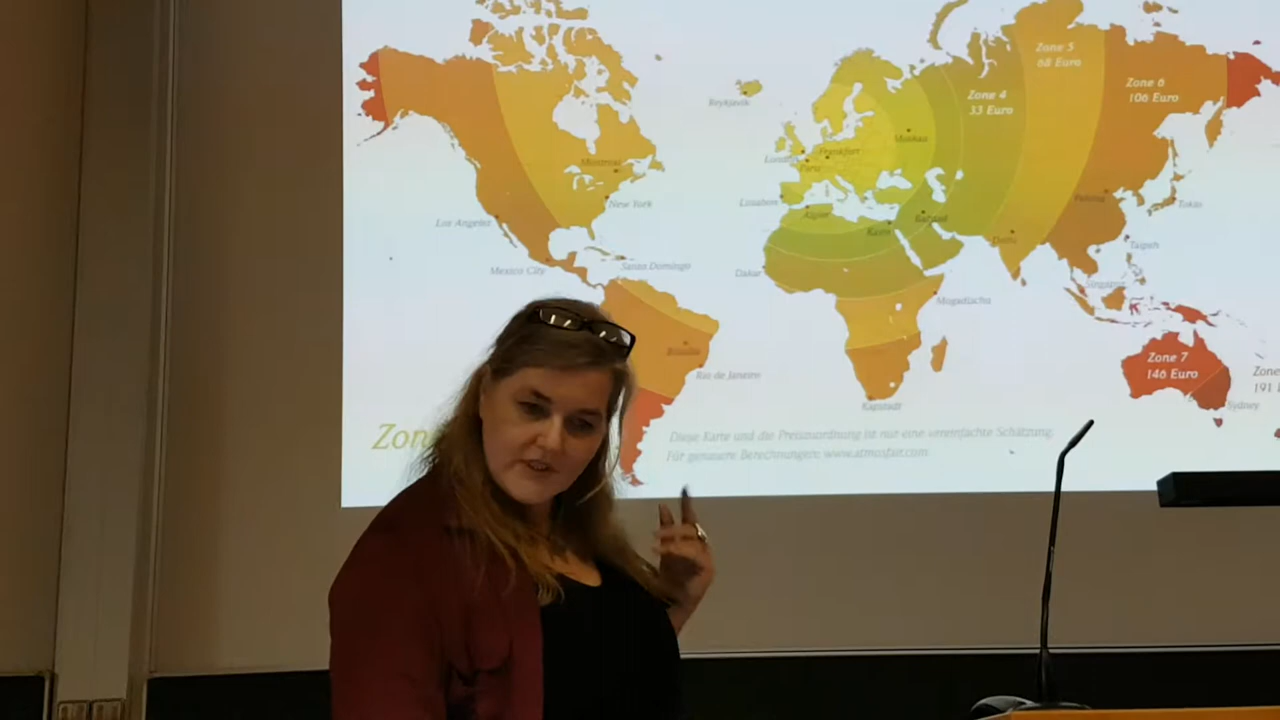 Zone 5
68 Euro
Zone 6
106 Euro
Zone 4
33 Euro
Reykjavik
Moskau
Frankfurt
London
Paris
Montreal
New York
Lissabon
Algier
Los Angeles
Kairo
Bagdad
Tokio
Delhi
Taipeh
Mexico City
Santo Domingo
Dakar
Singapur
Mogadischu
Brasilia
Rio de Janeiro
Zone 7
146 Euro
Zone
191
Kapstadt
Sydney
Zon
Diese Karte und die Preiszuordnung ist nur eine vereinfachte Schätzung.
Für genauere Berechnungen: www.atmosfair.com